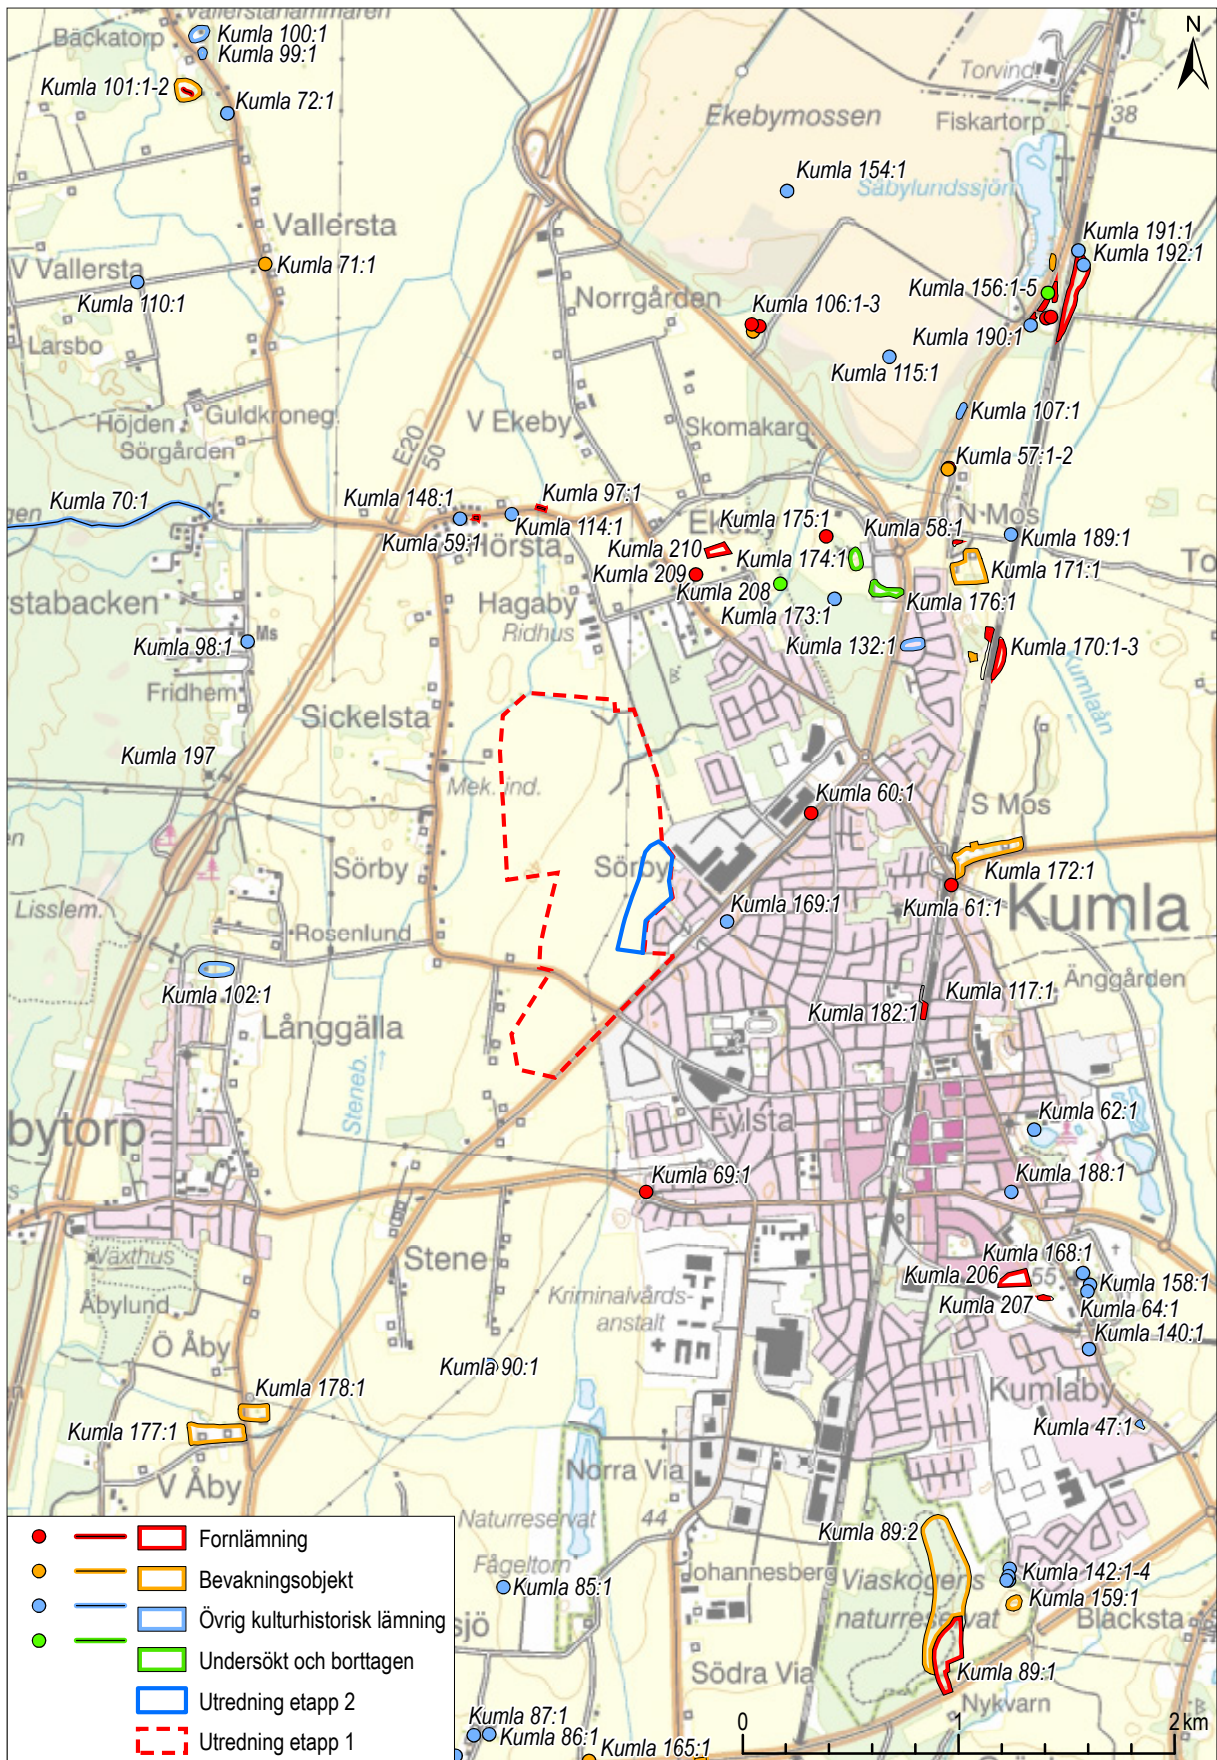 Vallerstahammaren
Bäckatorp
Kumla 100:1
Kumla 99:1
Kumla 101:1-2
Kumla 72:1
N
Torvind
38
Ekebymossen
Fiskartorp
Kumla 154:1
Såbylundssjön
Vallersta
Kumla 191:1
Kumla 192:1
V Vallersta
Kumla 71:1
Kumla 110:1
Norrgården
Kumla 156:1-5
Kumla 106:1-3
Kumla 190:1
Larsbo
Kumla 115:1
Höjden
Guldkroneg.
Sörgården
V Ekeby
Skomakarg.
Kumla 107:1
E20
50
Kumla 57:1-2
Kumla 70:1
gen
Kumla 148:1
Kumla 97:1
Kumla 59:1
Kumla 114:1
Hörsta
Ekeby
Kumla 175:1
Kumla 58:1
N Mos
Kumla 189:1
Kumla 210
Kumla 174:1
To
Kumla 209
Kumla 171:1
Kumla 208
Kumla 176:1
stabacken
Hagaby
Ridhus
Kumla 173:1
Kumla 98:1
Ms
Kumla 132:1
Kumla 170:1-3
Fridhem
Kumlaån
Sickelsta
Kumla 197
Mek. ind.
Kumla 60:1
S Mos
en
Sörby
Sörby
Kumla 172:1
Lisslem.
Kumla 61:1
Kumla
Rosenlund
Kumla 169:1
Kumla 102:1
Änggården
Kumla 117:1
Långgälla
Kumla 182:1
Steneb.
bytorp
Fylsta
Kumla 62:1
Kumla 69:1
Kumla 188:1
Växthus
Stene
Kumla 168:1
Kumla 206
55
Kumla 158:1
Åbylund
Kriminalvårds-
anstalt
Kumla 207
Kumla 64:1
Ö Åby
Kumla 140:1
Kumla 90:1
Kumla 178:1
Kumlaby
Kumla 177:1
Kumla 47:1
V Åby
Norra Via
Naturreservat
44
Kumla 89:2
Fågeltorn
Johannesberg
Viaskogens
naturreservat
Kumla 142:1-4
Kumla 85:1
Kumla 159:1
Blacksta
sjö
Södra Via
Kumla 89:1
Nykvarn
Kumla 87:1
Kumla 86:1
Kumla 165:1
0
1
2 km
Fornlämning
Bevakningsobjekt
Övrig kulturhistorisk lämning
Undersökt och borttagen
Utredning etapp 2
Utredning etapp 1